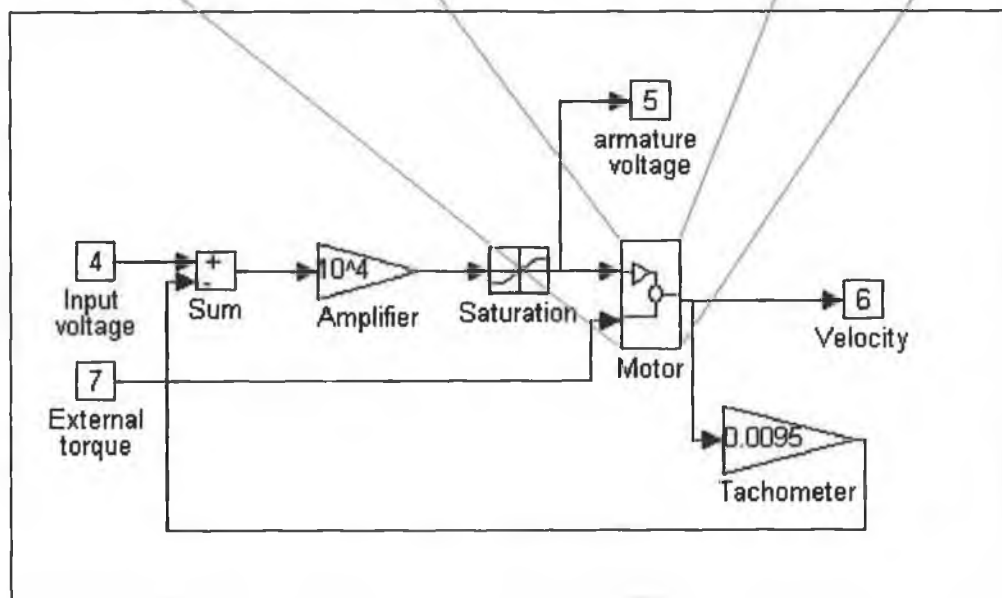 5
armature
voltage
4
+
-
Sum
10^4
Amplifier
Saturation
Motor
6
Velocity
Input
voltage
7
External
torque
0.0095
Tachometer